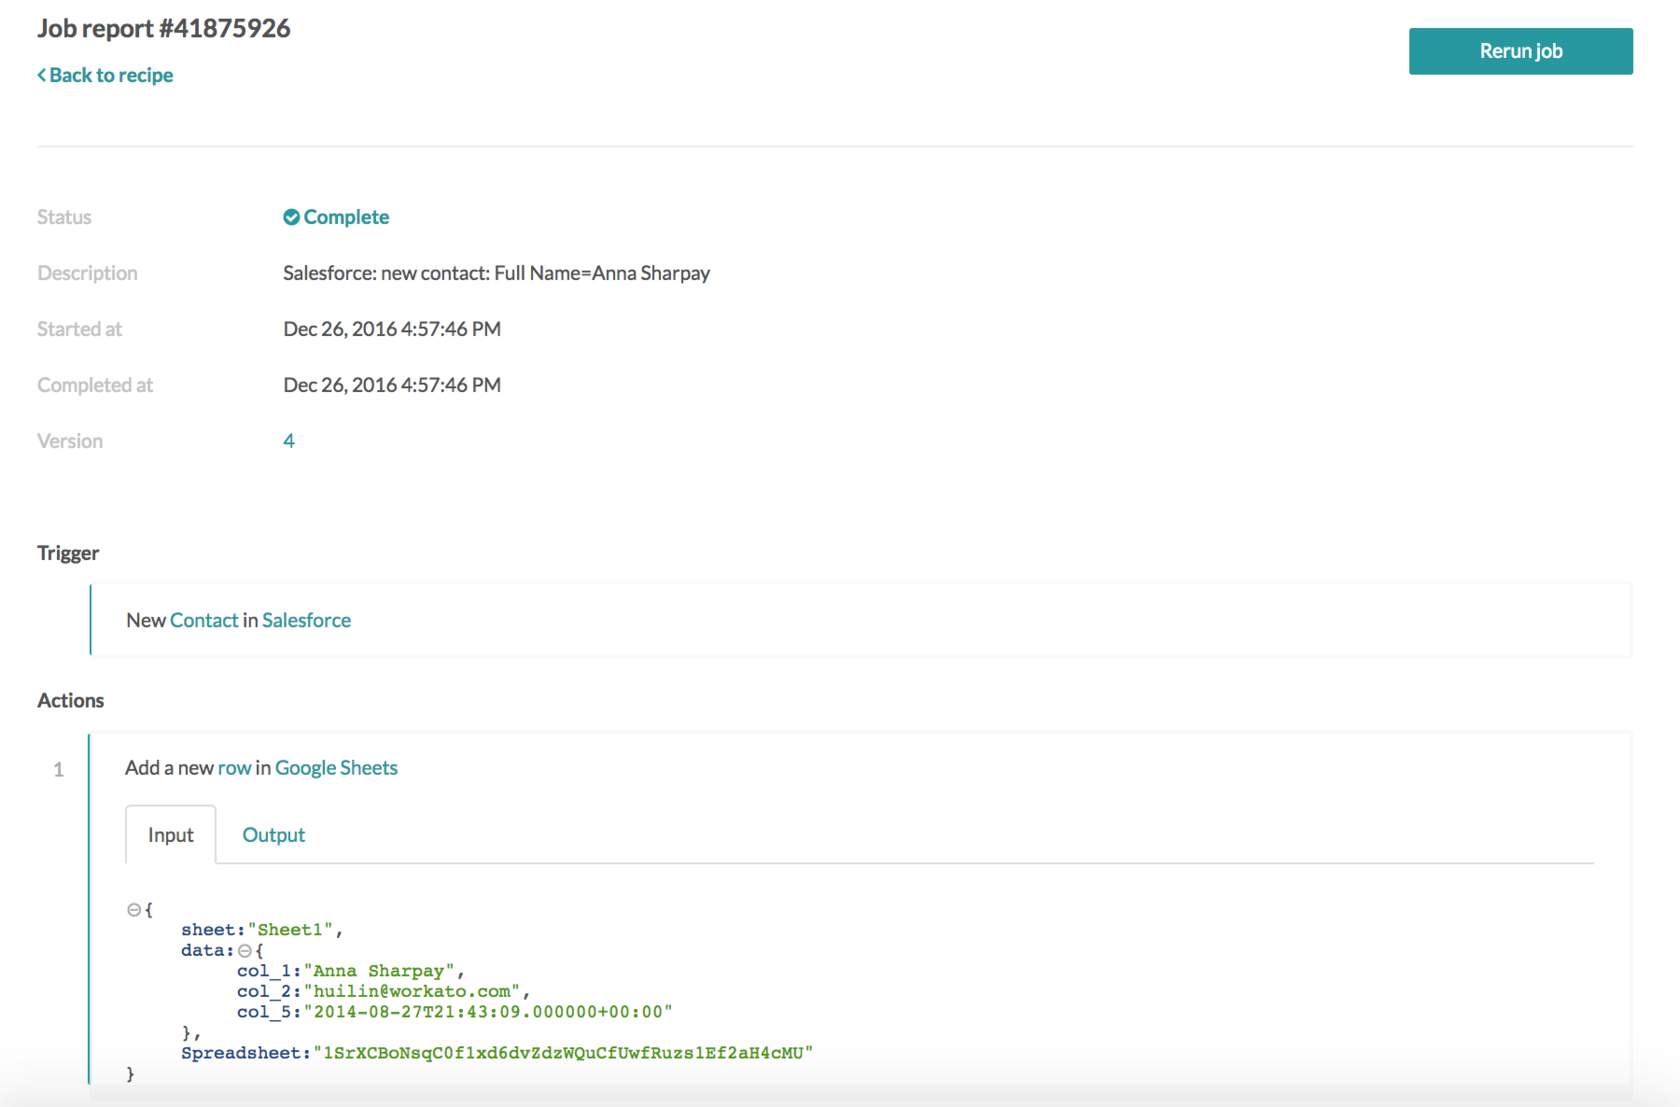 Job report #41875926
Rerun job
Back to recipe
Status Complete
Description Salesforce: new contact: Full Name=Anna Sharpay
Started at Dec 26, 2016 4:57:46 PM
Completed at Dec 26, 2016 4:57:46 PM
Version 4
Trigger
New Contact in Salesforce
Actions
1 Add a new row in Google Sheets
Input Output
{
sheet:"Sheet1",
data:{
col_1:"Anna Sharpay",
col_2:"huilin@workato.com",
col_5:"2014-08-27T21:43:09.000000+00:00"
},
Spreadsheet:"1SrXCBoNsqC0f1xd6dvZdzWQuCfUwfRuzs1Ef2aH4cMU"
}